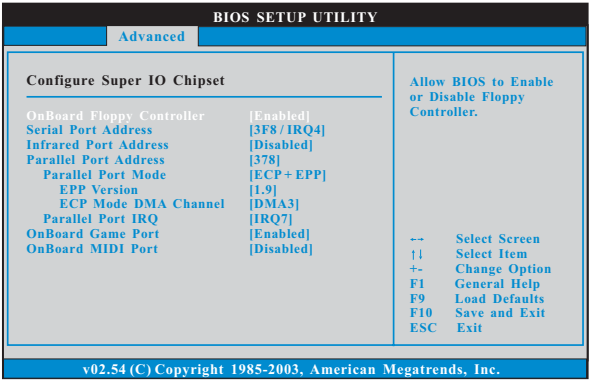 BIOS SETUP UTILITY
Advanced
Configure Super IO Chipset
OnBoard Floppy Controller [Enabled]
Serial Port Address [3F8 / IRQ4]
Infrared Port Address [Disabled]
Parallel Port Address [378]
Parallel Port Mode [ECP + EPP]
EPP Version [1.9]
ECP Mode DMA Channel [DMA3]
Parallel Port IRQ [IRQ7]
OnBoard Game Port [Enabled]
OnBoard MIDI Port [Disabled]
Allow BIOS to Enable
or Disable Floppy
Controller.
←→ Select Screen
↑↓ Select Item
+- Change Option
F1 General Help
F9 Load Defaults
F10 Save and Exit
ESC Exit
v02.54 (C) Copyright 1985-2003, American Megatrends, Inc.